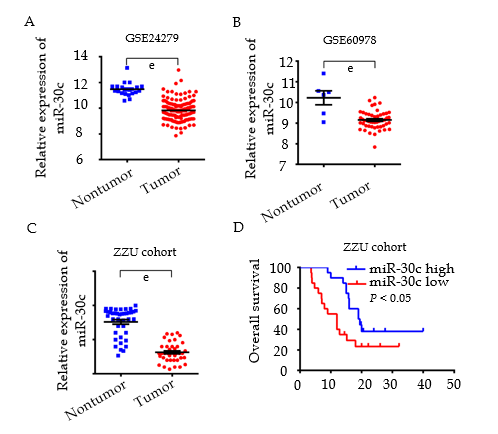 A
GSE24279
e
Relative expression of
miR-30c
14
12
10
8
6
Nontumor
Tumor
B
GSE60978
e
Relative expression of
miR-30c
12
11
10
9
8
7
Nontumor
Tumor
C
ZZU cohort
e
Relative expression of
miR-30c
Nontumor
Tumor
D
ZZU cohort
miR-30c high
miR-30c low
P < 0.05
Overall survival
100
80
60
40
20
0
0 10 20 30 40 50